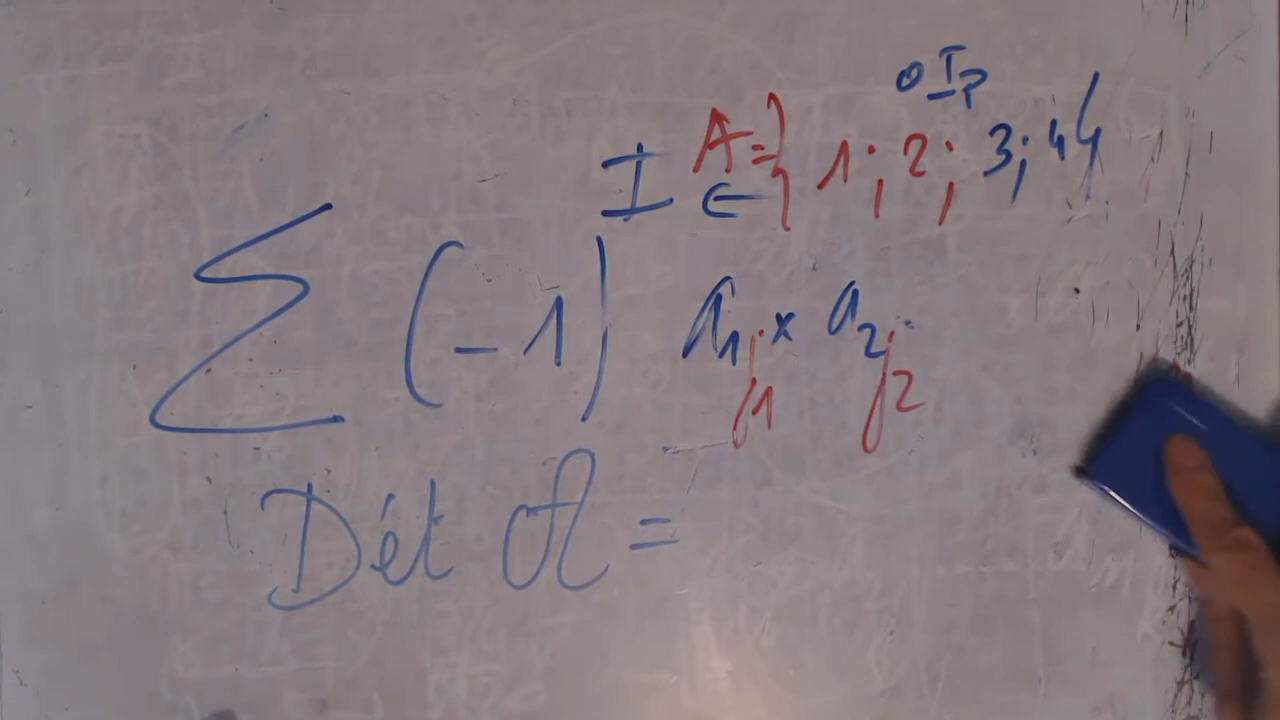 o I p
I A = } 1 ; 2 ; 3 ; 4 {
∈
∑ (-1) a1j1 x a2j2
Dét A =